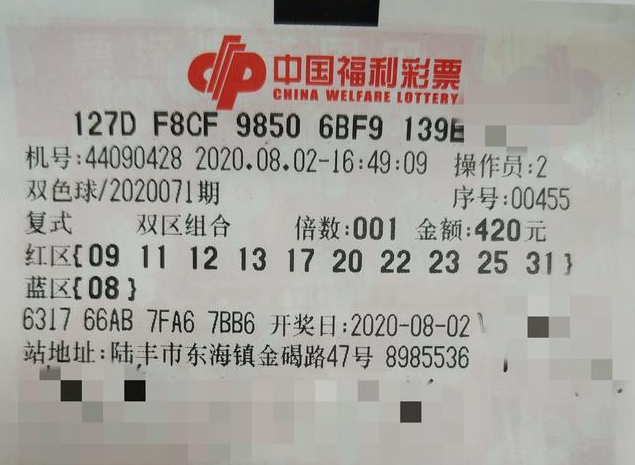 中国福利彩票
CHINA WELFARE LOTTERY
127D F8CF 9850 6BF9 139E
机号:44090428 2020.08.02-16:49:09 操作员:2
双色球/2020071期 序号:00455
复式 双区组合 倍数:001 金额:420元
红区{09 11 12 13 17 20 22 23 25 31}
蓝区{08}
6317 66AB 7FA6 7BB6 开奖日:2020-08-02
站地址:陆丰市东海镇金碣路47号 8985536